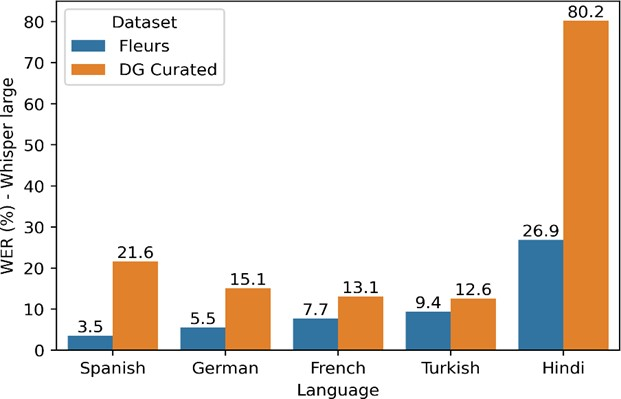 Dataset
Fleurs
DG Curated
WER (%) - Whisper large
80
70
60
50
40
30
20
10
0
3.5
21.6
5.5
15.1
7.7
13.1
9.4
12.6
26.9
80.2
Spanish
German
French
Turkish
Hindi
Language